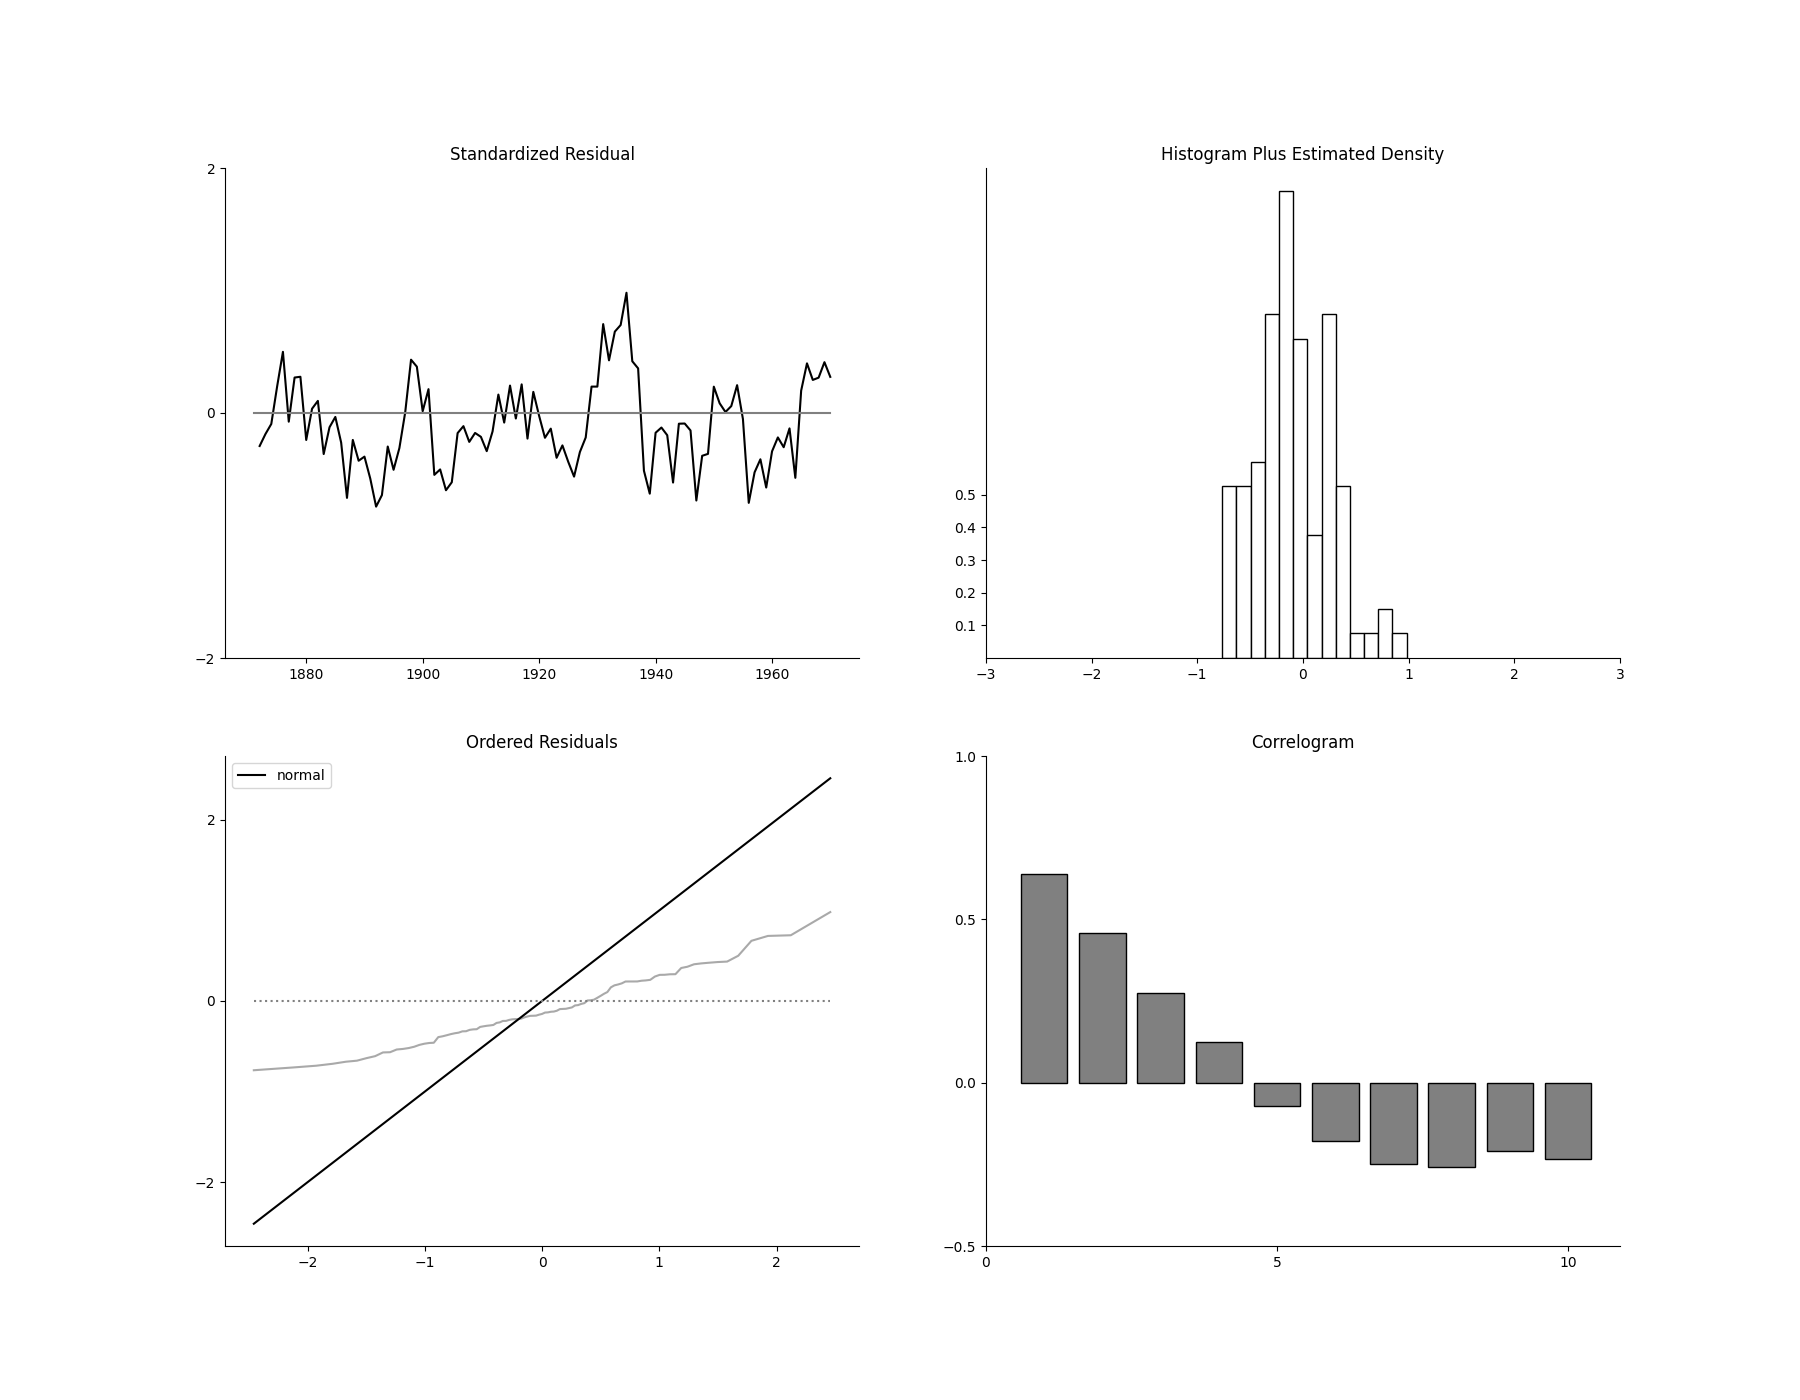 Standardized Residual
2
0
−2
1880 1900 1920 1940 1960
Histogram Plus Estimated Density
0.5
0.4
0.3
0.2
0.1
−3 −2 −1 0 1 2 3
Ordered Residuals
normal
2
0
−2
−2 −1 0 1 2
Correlogram
1.0
0.5
0.0
−0.5
0 5 10